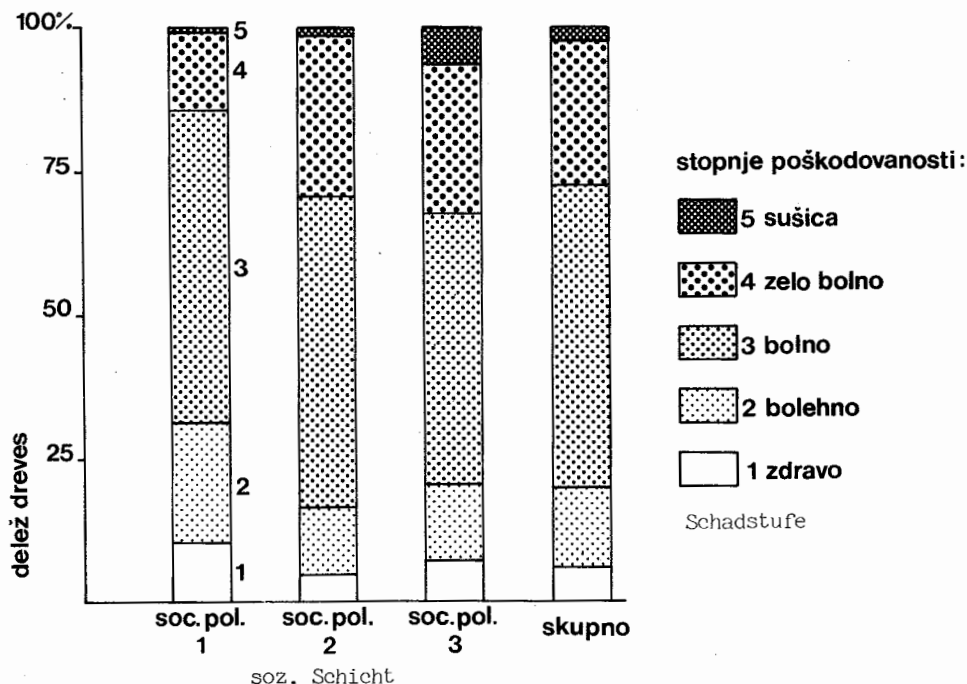 100%
75
50
25
delež dreves
5
4
3
2
1
soc. pol.
1
soc. pol.
2
soc. pol.
3
skupno
soz. Schicht
stopnje poškodovanosti:
5 sušica
4 zelo bolno
3 bolno
2 bolehno
1 zdravo
Schadstufe